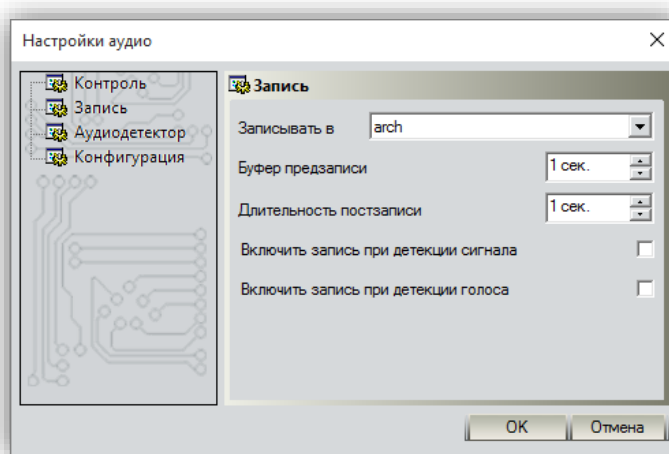 Настройки аудио
Контроль
Запись
Аудиодетектор
Конфигурация
Запись
Записывать в arch
Буфер предзаписи 1 сек.
Длительность постзаписи 1 сек.
Включить запись при детекции сигнала
Включить запись при детекции голоса
OK Отмена